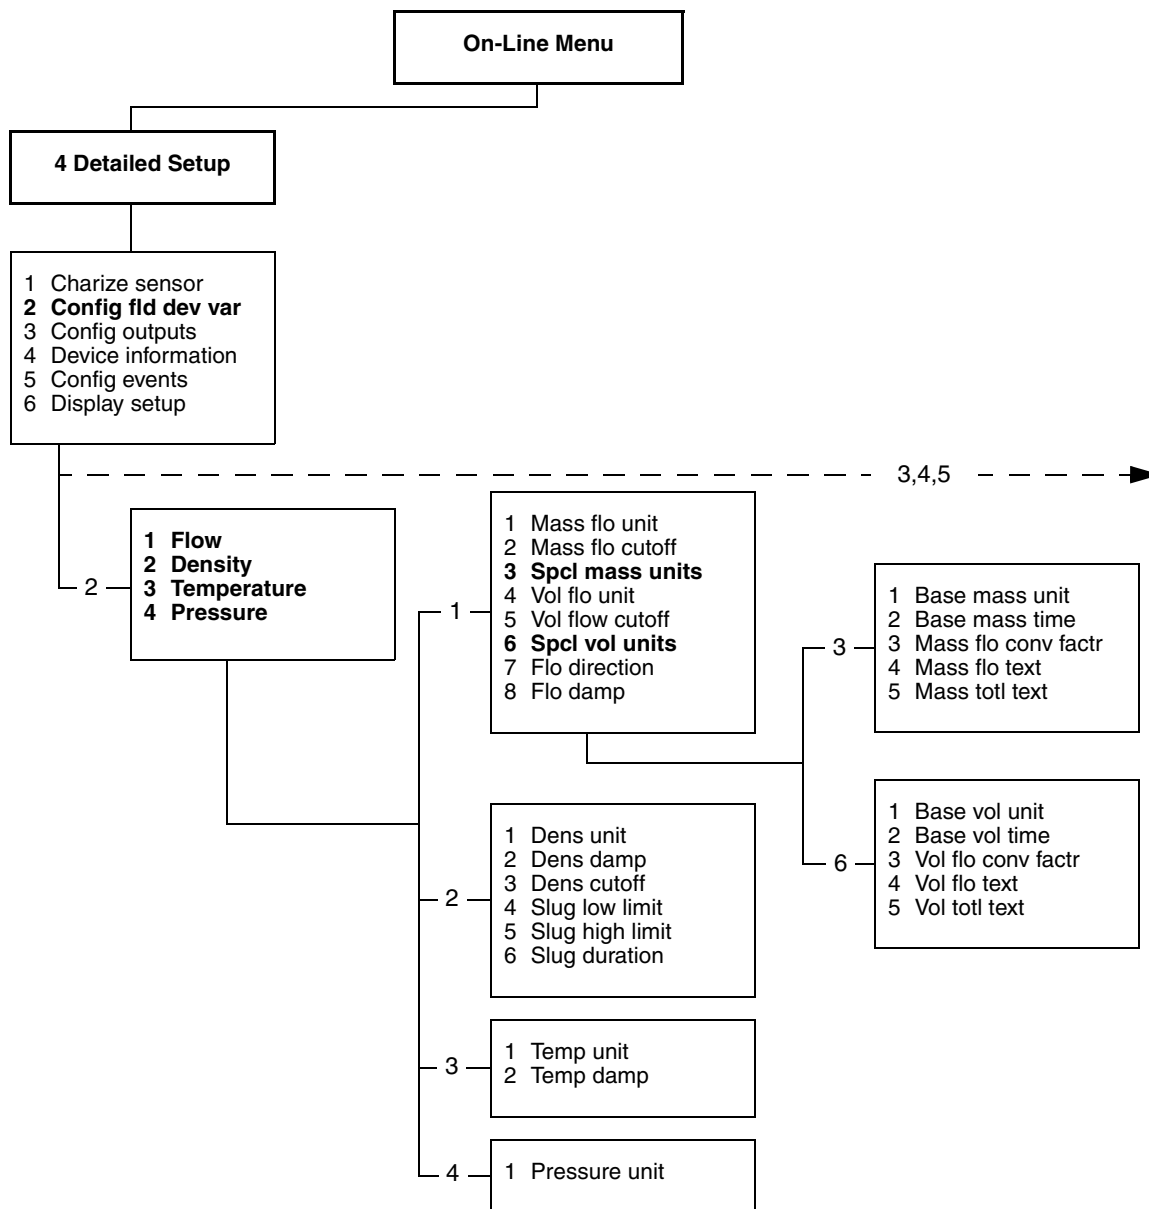 On-Line Menu
4 Detailed Setup
1 Charize sensor
2 Config fld dev var
3 Config outputs
4 Device information
5 Config events
6 Display setup
3,4,5
2
1 Flow
2 Density
3 Temperature
4 Pressure
1
1 Mass flo unit
2 Mass flo cutoff
3 Spcl mass units
4 Vol flo unit
5 Vol flow cutoff
6 Spcl vol units
7 Flo direction
8 Flo damp
3
1 Base mass unit
2 Base mass time
3 Mass flo conv factr
4 Mass flo text
5 Mass totl text
6
1 Base vol unit
2 Base vol time
3 Vol flo conv factr
4 Vol flo text
5 Vol totl text
2
1 Dens unit
2 Dens damp
3 Dens cutoff
4 Slug low limit
5 Slug high limit
6 Slug duration
3
1 Temp unit
2 Temp damp
4
1 Pressure unit